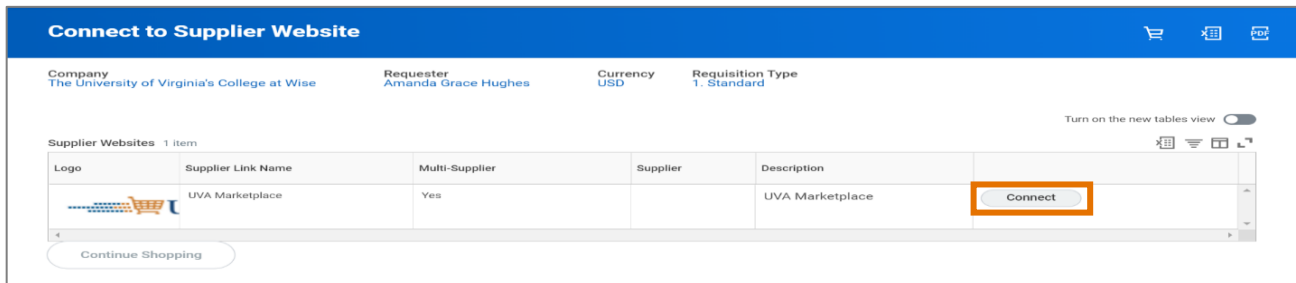 Connect to Supplier Website
PDF
Company
The University of Virginia's College at Wise
Requester
Amanda Grace Hughes
Currency
USD
Requisition Type
1. Standard
Turn on the new tables view
Supplier Websites 1 item
Logo Supplier Link Name Multi-Supplier Supplier Description
U UVA Marketplace Yes UVA Marketplace Connect
Continue Shopping